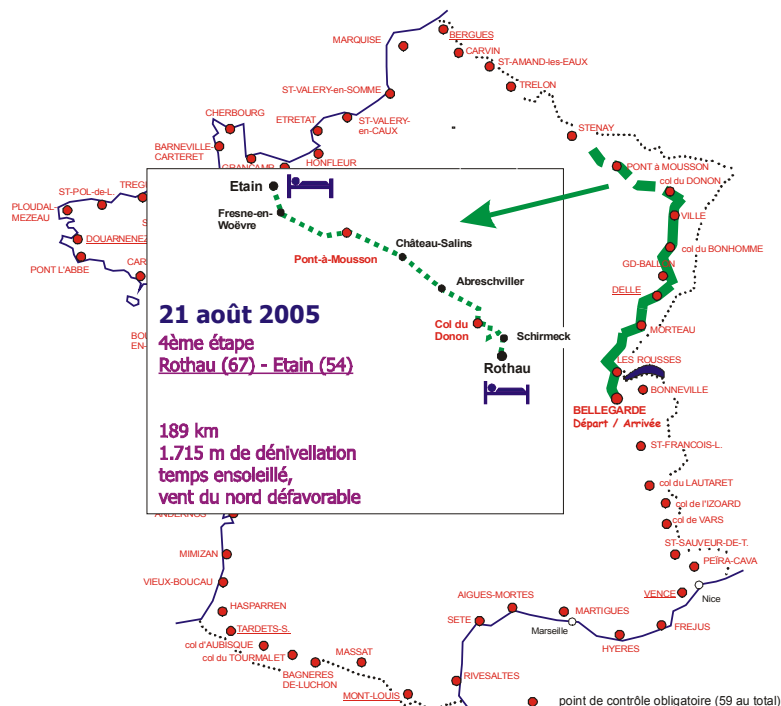 BERGUES
MARQUISE
CARVIN
ST-AMAND-les-EAUX
TRELON
ST-VALERY-en-SOMME
CHERBOURG
ETRETAT
ST-VALERY-
en-CAUX
STENAY
BARNEVILLE-
CARTERET
HONFLEUR
PONT à MOUSSON
col du DONON
ST-POL-de-L.
PLOUDAL-
MEZEAU
VILLE
DOUARNENEZ
col du BONHOMME
PONT L'ABBE
GD-BALLON
DELLE
MORTEAU
LES ROUSSES
BONNEVILLE
BELLEGARDE
Départ / Arrivée
ST-FRANCOIS-L.
col du LAUTARET
col de l'IZOARD
col de VARS
ST-SAUVEUR-DE-T.
PEÏRA-CAVA
Etain
Fresne-en-
Woëvre
Pont-à-Mousson
Château-Salins
Abreschviller
Col du
Donon
Schirmeck
Rothau
21 août 2005
4ème étape
Rothau (67) - Etain (54)
189 km
1.715 m de dénivellation
temps ensoleillé,
vent du nord défavorable
MIMIZAN
VIEUX-BOUCAU
HASPARREN
TARDETS-S.
col d'AUBISQUE
col du TOURMALET
BAGNERES
DE-LUCHON
MASSAT
MONT-LOUIS
RIVESALTES
SETE
AIGUES-MORTES
MARTIGUES
Marseille
HYERES
FREJUS
VENCE
Nice
point de contrôle obligatoire (59 au total)